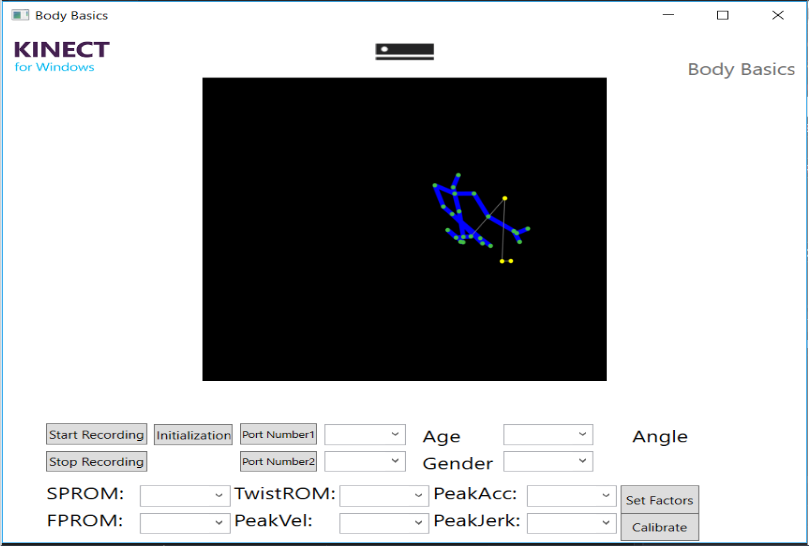 Body Basics
KINECT
for Windows
Body Basics
Start Recording Initialization Port Number1 Age Angle
Stop Recording Port Number2 Gender
SPROM: TwistROM: PeakAcc: Set Factors
FPROM: PeakVel: PeakJerk: Calibrate